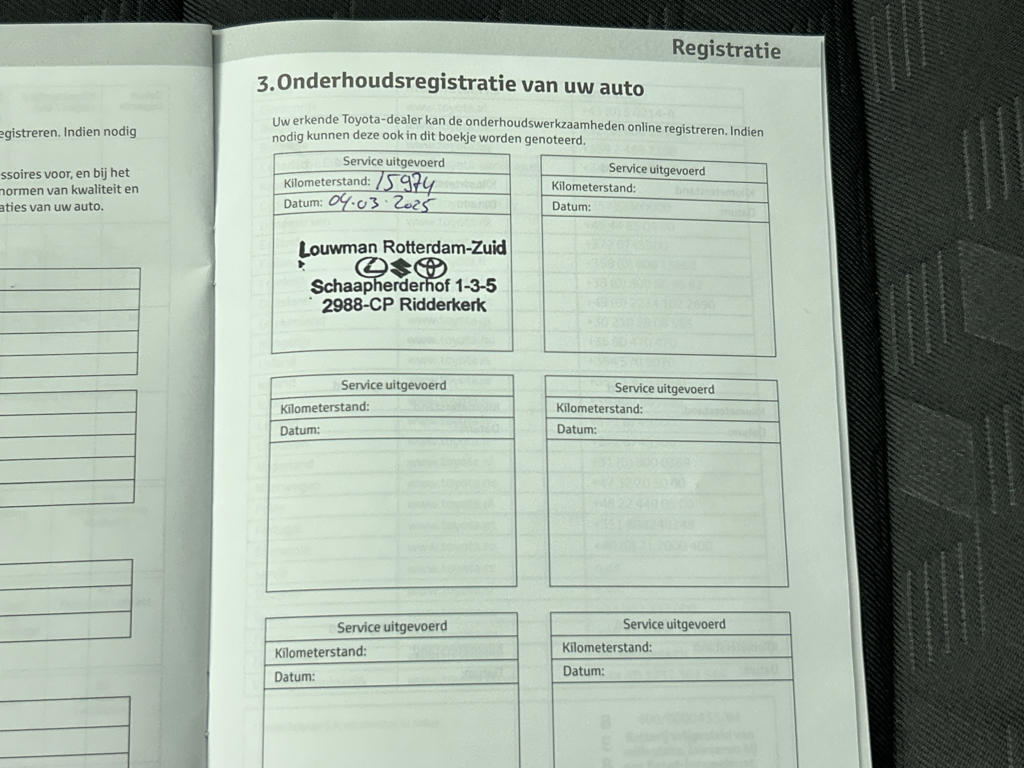 Registratie
egistreren. Indien nodig
ssoires voor, en bij het
normen van kwaliteit en
aties van uw auto.
3.Onderhoudsregistratie van uw auto
Uw erkende Toyota-dealer kan de onderhoudswerkzaamheden online registreren. Indien
nodig kunnen deze ook in dit boekje worden genoteerd.
Service uitgevoerd
Kilometerstand: 15974
Datum: 04.03.2025
Louwman Rotterdam-Zuid
Schaapherderhof 1-3-5
2988-CP Ridderkerk
Service uitgevoerd
Kilometerstand:
Datum:
Service uitgevoerd
Kilometerstand:
Datum:
Service uitgevoerd
Kilometerstand:
Datum:
Service uitgevoerd
Kilometerstand:
Datum:
Service uitgevoerd
Kilometerstand:
Datum: